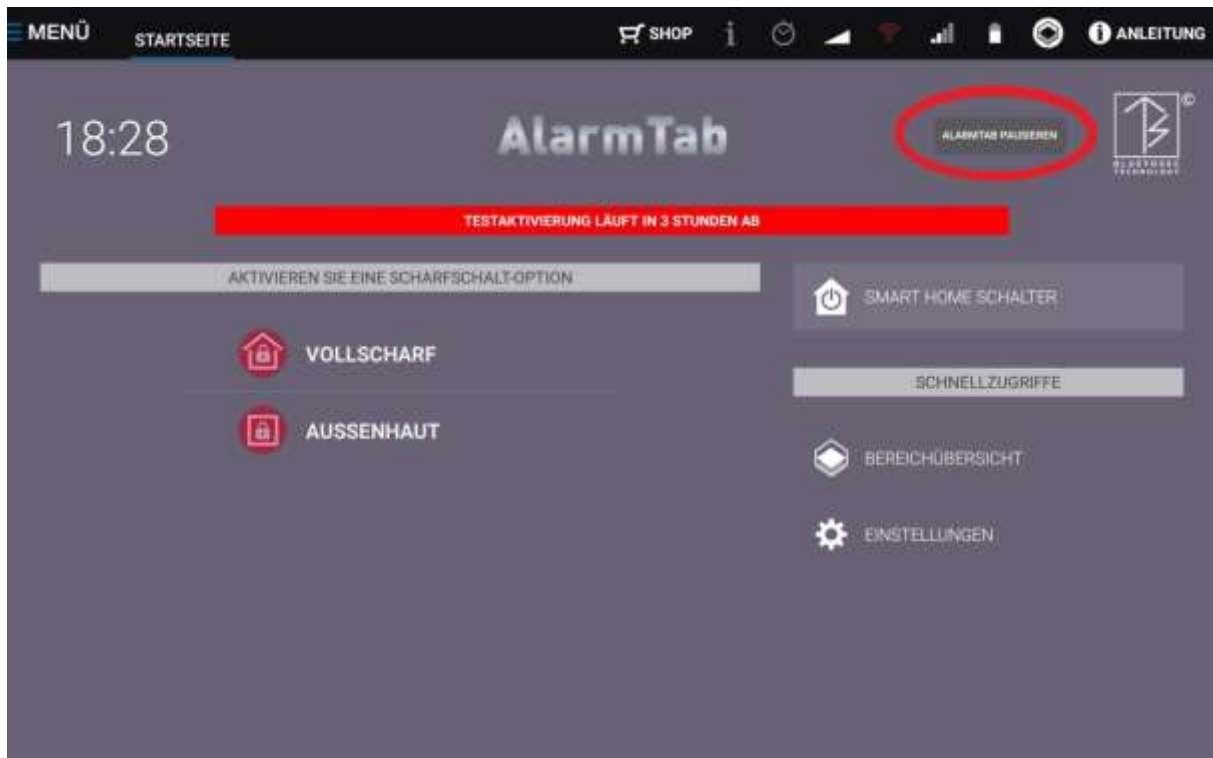 MENÜ
STARTSEITE
SHOP
ANLEITUNG
18:28
AlarmTab
ALARMTAB PAUSIEREN
©
TECHNOLOGY
TESTAKTIVIERUNG LÄUFT IN 3 STUNDEN AB
AKTIVIEREN SIE EINE SCHARFSCHALT-OPTION
SMART HOME SCHALTER
VOLLSCHARF
SCHNELLZUGRIFFE
AUSSENHAUT
BEREICHÜBERSICHT
EINSTELLUNGEN